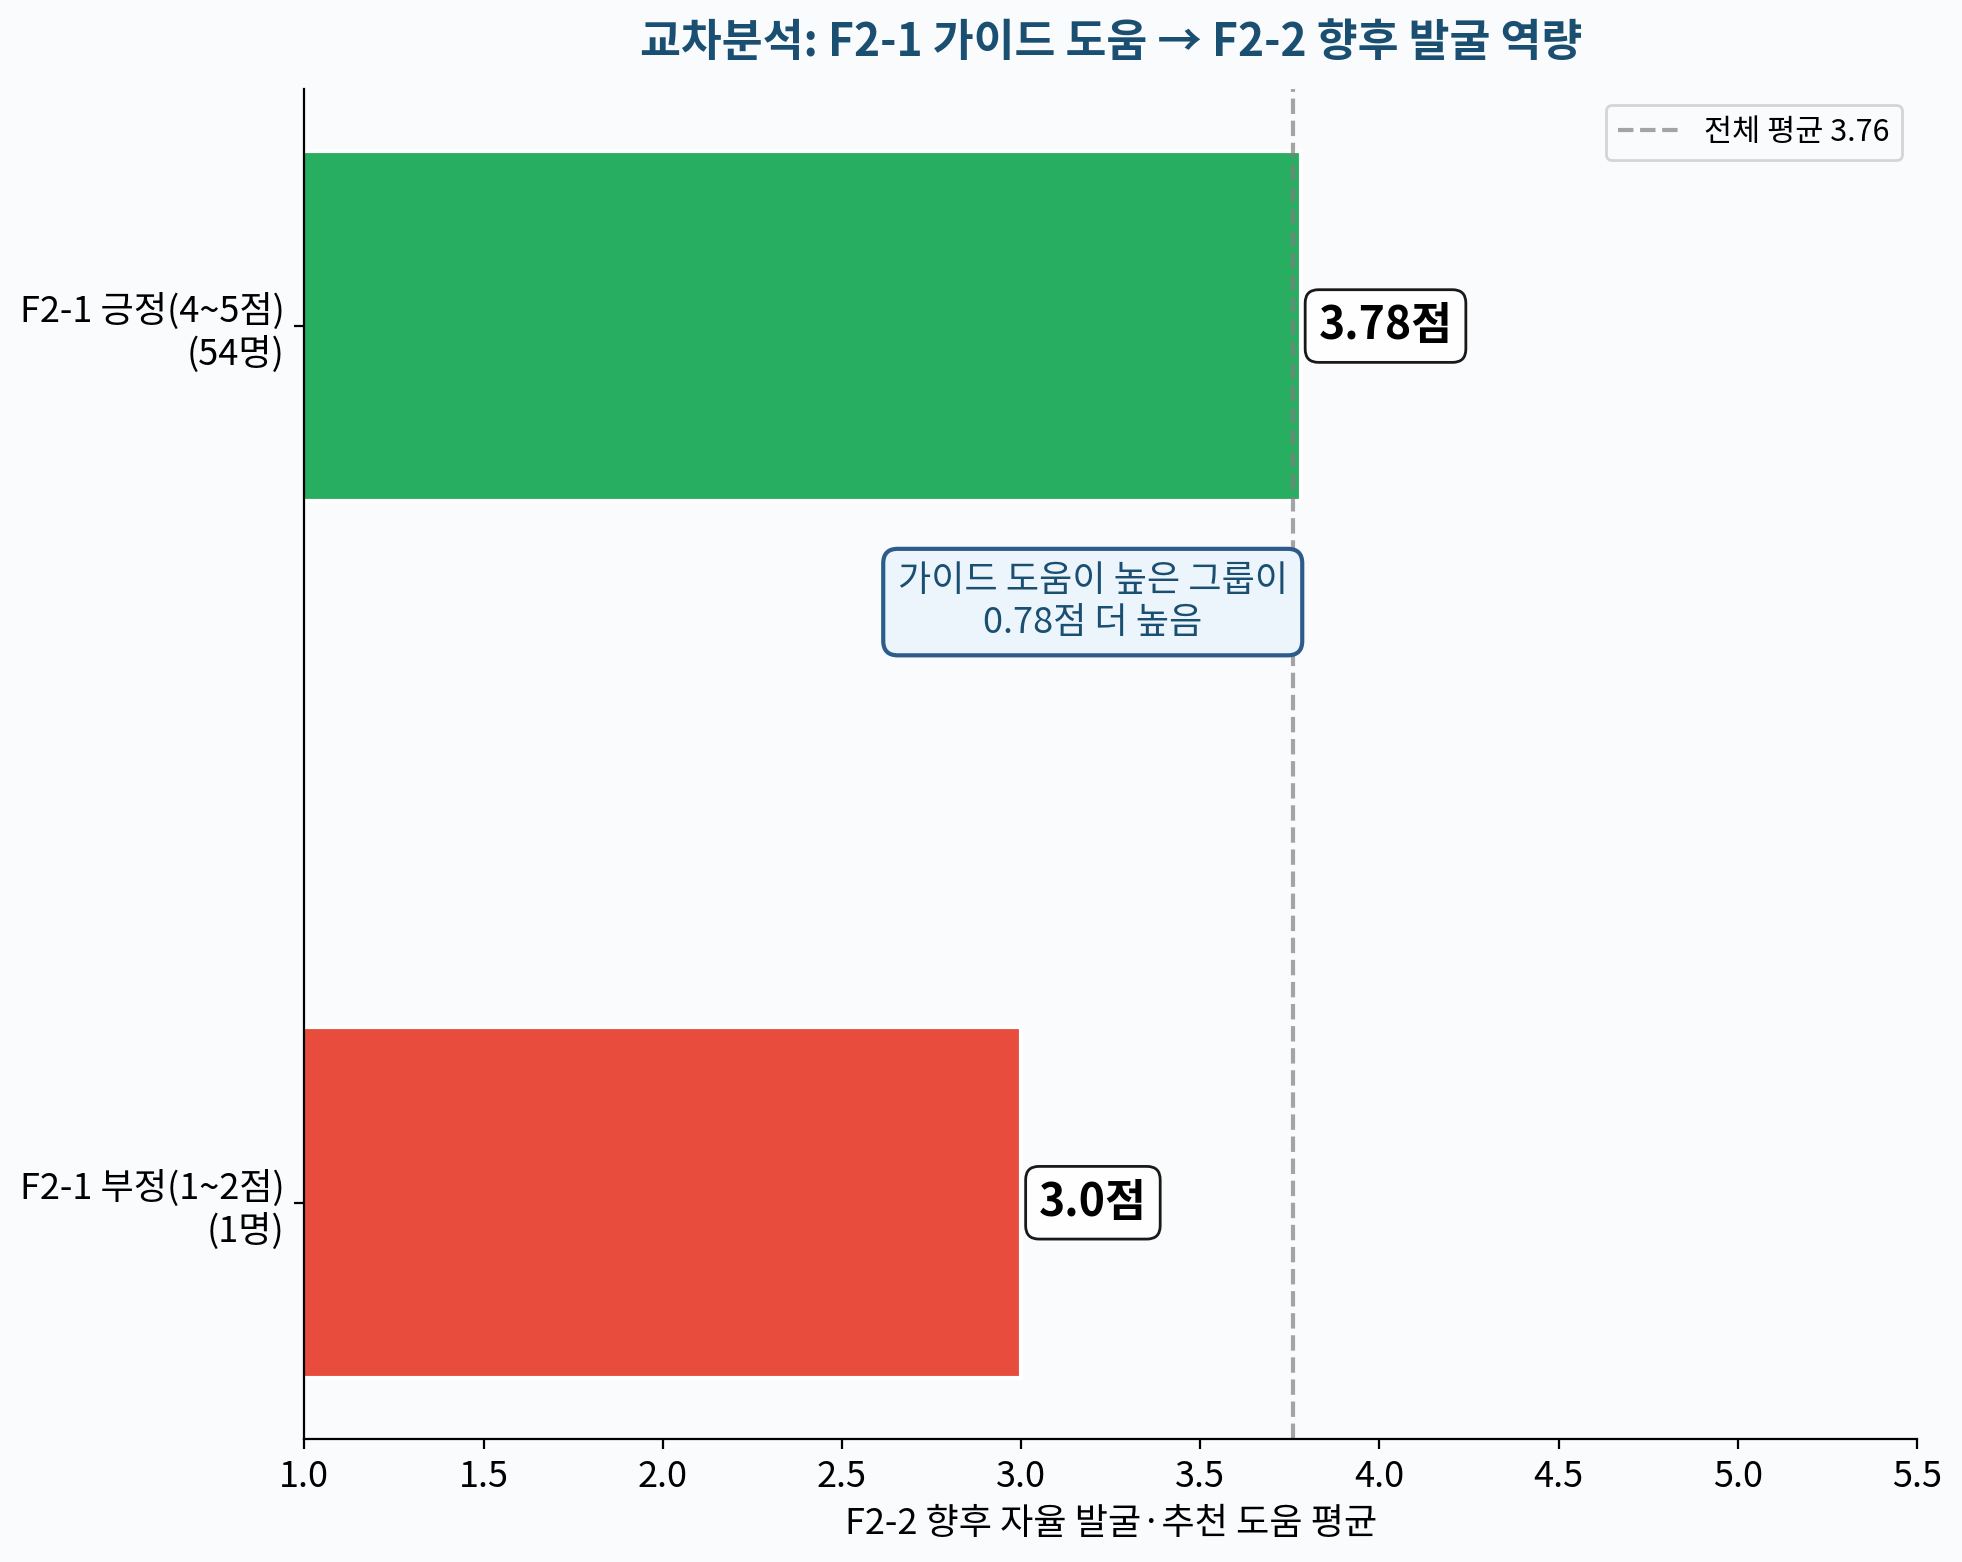 교차분석: F2-1 가이드 도움 → F2-2 향후 발굴 역량
전체 평균 3.76
F2-1 긍정(4~5점)
(54명)
3.78점
가이드 도움이 높은 그룹이
0.78점 더 높음
F2-1 부정(1~2점)
(1명)
3.0점
1.0 1.5 2.0 2.5 3.0 3.5 4.0 4.5 5.0 5.5
F2-2 향후 자율 발굴·추천 도움 평균